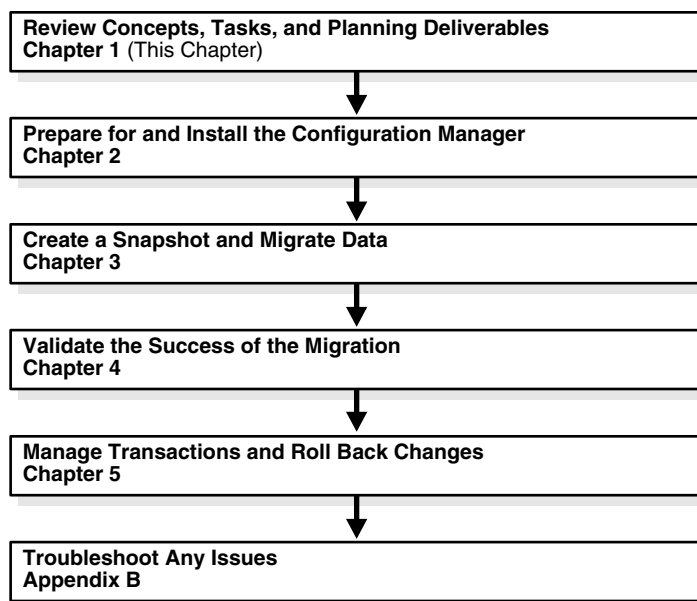 Review Concepts, Tasks, and Planning Deliverables
Chapter 1 (This Chapter)
Prepare for and Install the Configuration Manager
Chapter 2
Create a Snapshot and Migrate Data
Chapter 3
Validate the Success of the Migration
Chapter 4
Manage Transactions and Roll Back Changes
Chapter 5
Troubleshoot Any Issues
Appendix B